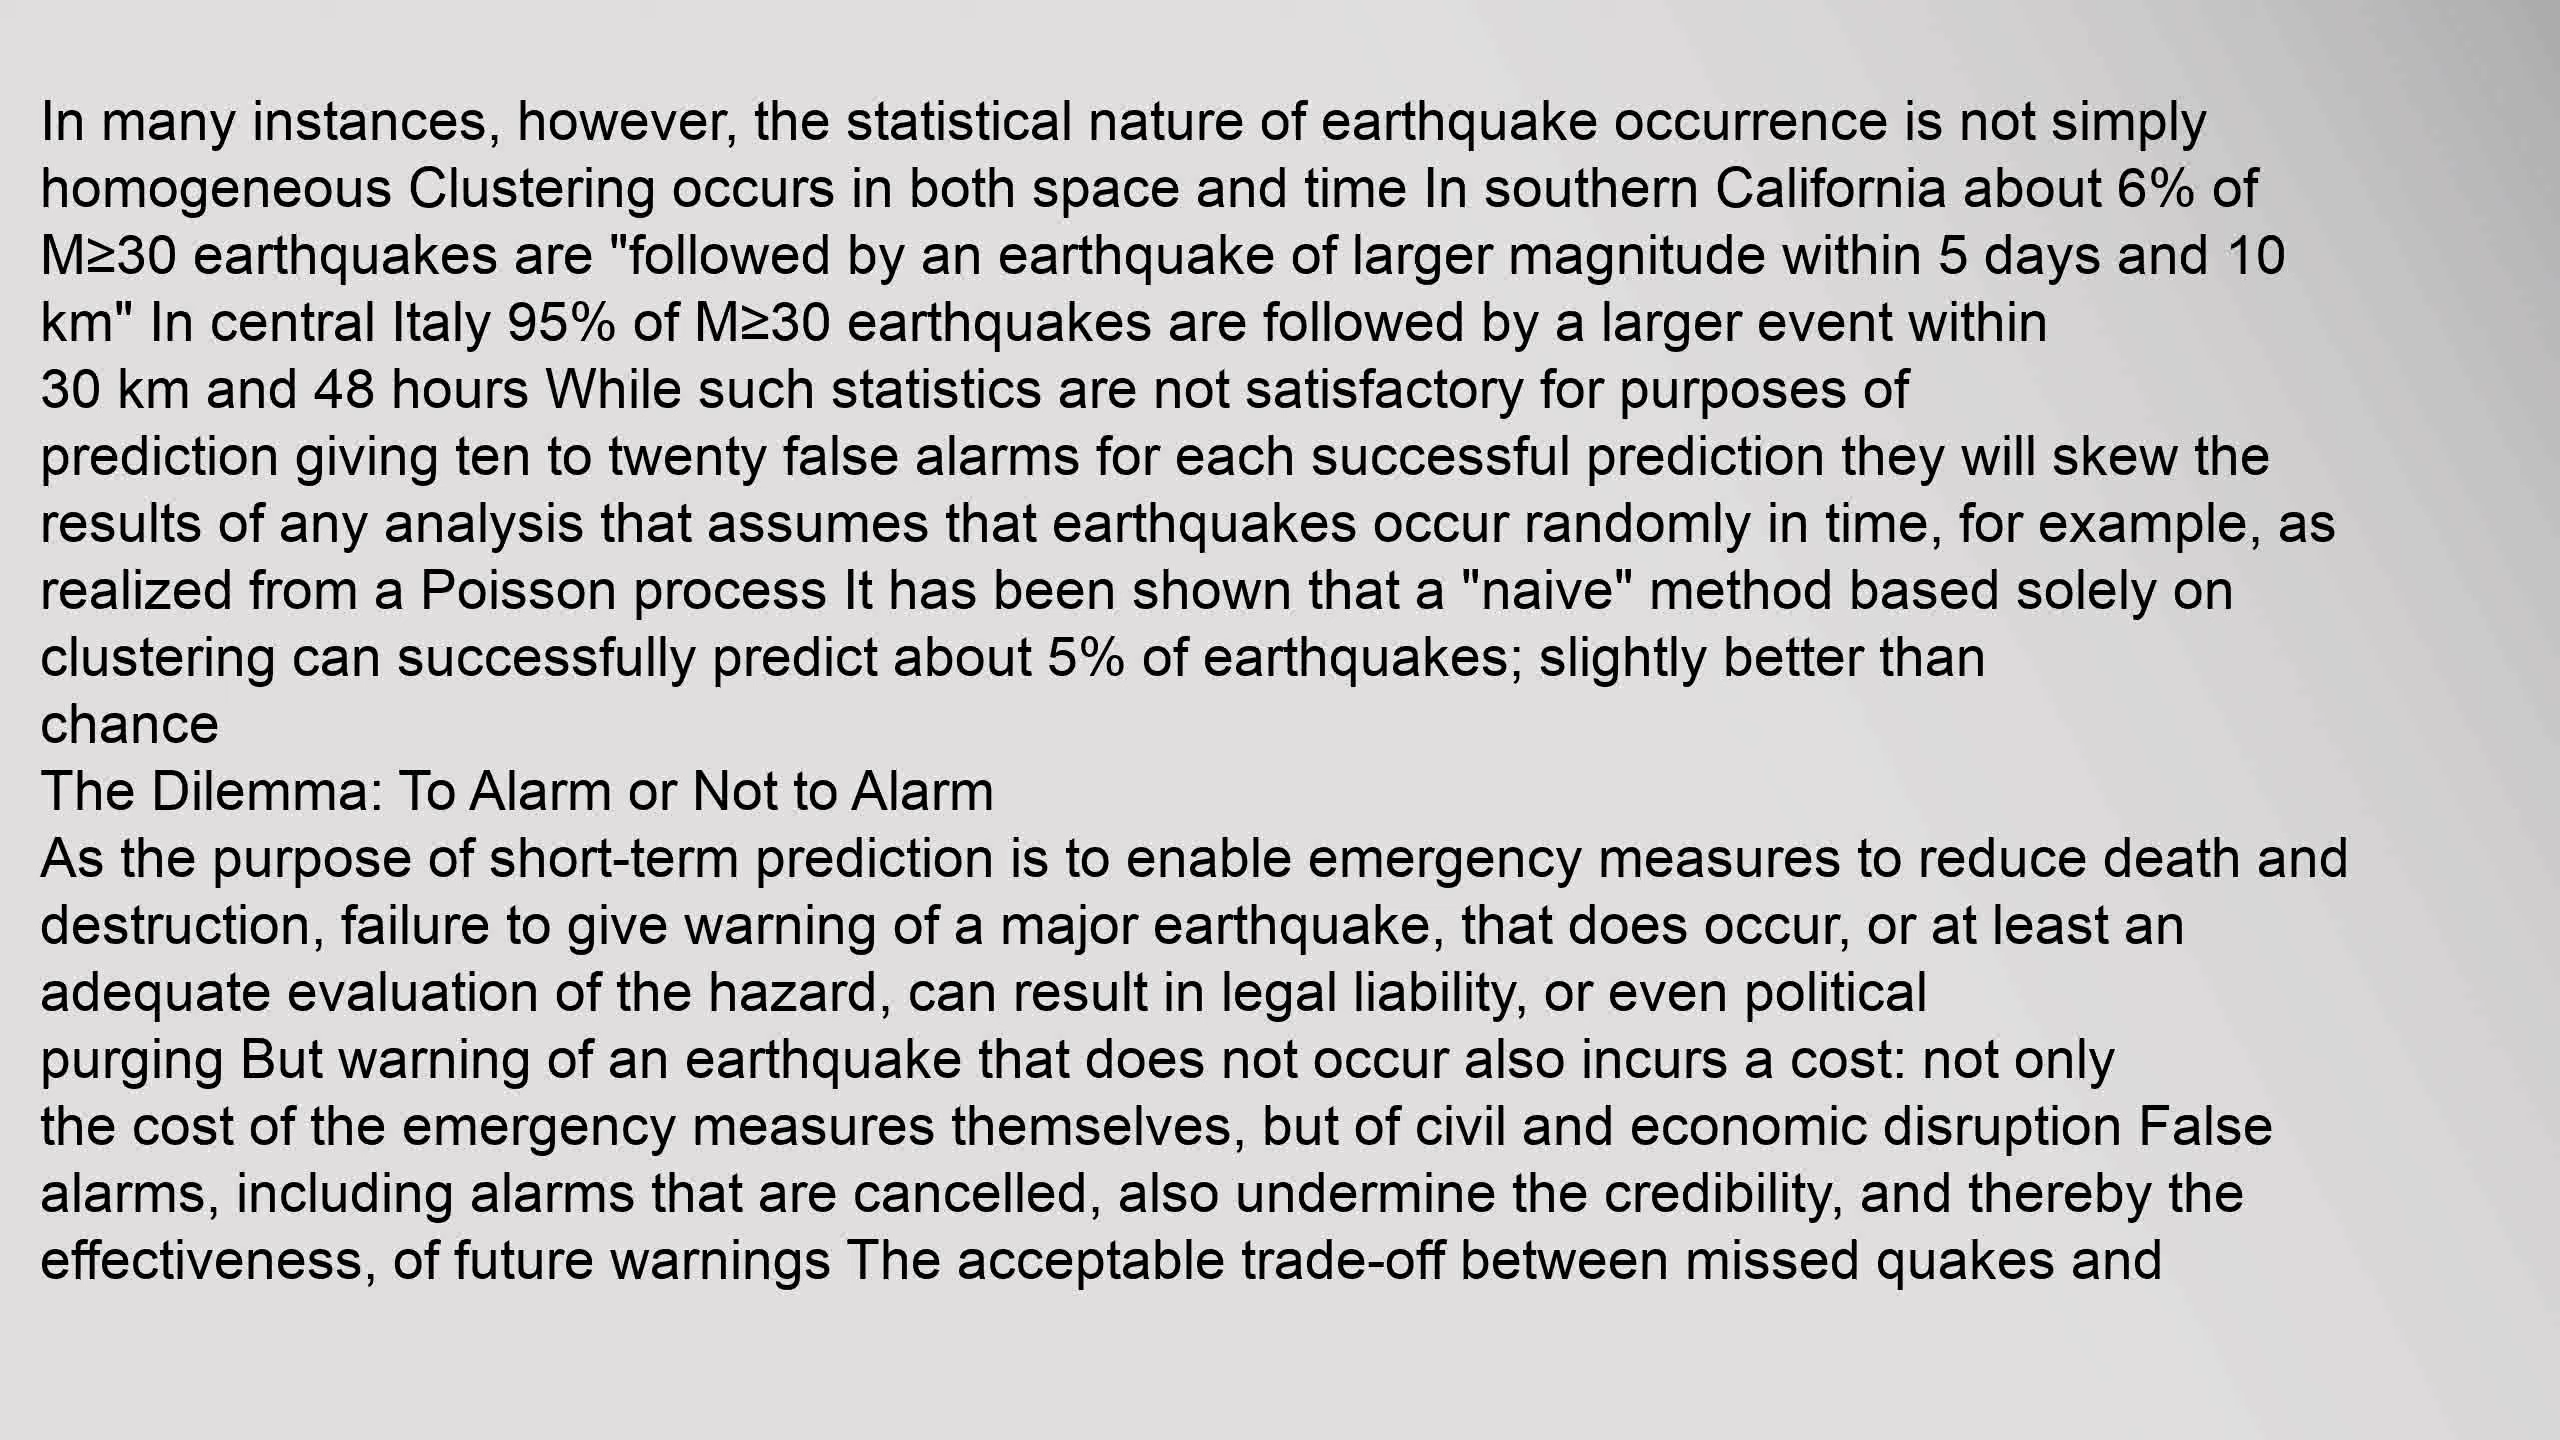 In many instances, however, the statistical nature of earthquake occurrence is not simply
homogeneous Clustering occurs in both space and time In southern California about 6% of
M≥30 earthquakes are "followed by an earthquake of larger magnitude within 5 days and 10
km" In central Italy 95% of M≥30 earthquakes are followed by a larger event within
30 km and 48 hours While such statistics are not satisfactory for purposes of
prediction giving ten to twenty false alarms for each successful prediction they will skew the
results of any analysis that assumes that earthquakes occur randomly in time, for example, as
realized from a Poisson process It has been shown that a "naive" method based solely on
clustering can successfully predict about 5% of earthquakes; slightly better than
chance
The Dilemma: To Alarm or Not to Alarm
As the purpose of short-term prediction is to enable emergency measures to reduce death and
destruction, failure to give warning of a major earthquake, that does occur, or at least an
adequate evaluation of the hazard, can result in legal liability, or even political
purging But warning of an earthquake that does not occur also incurs a cost: not only
the cost of the emergency measures themselves, but of civil and economic disruption False
alarms, including alarms that are cancelled, also undermine the credibility, and thereby the
effectiveness, of future warnings The acceptable trade-off between missed quakes and